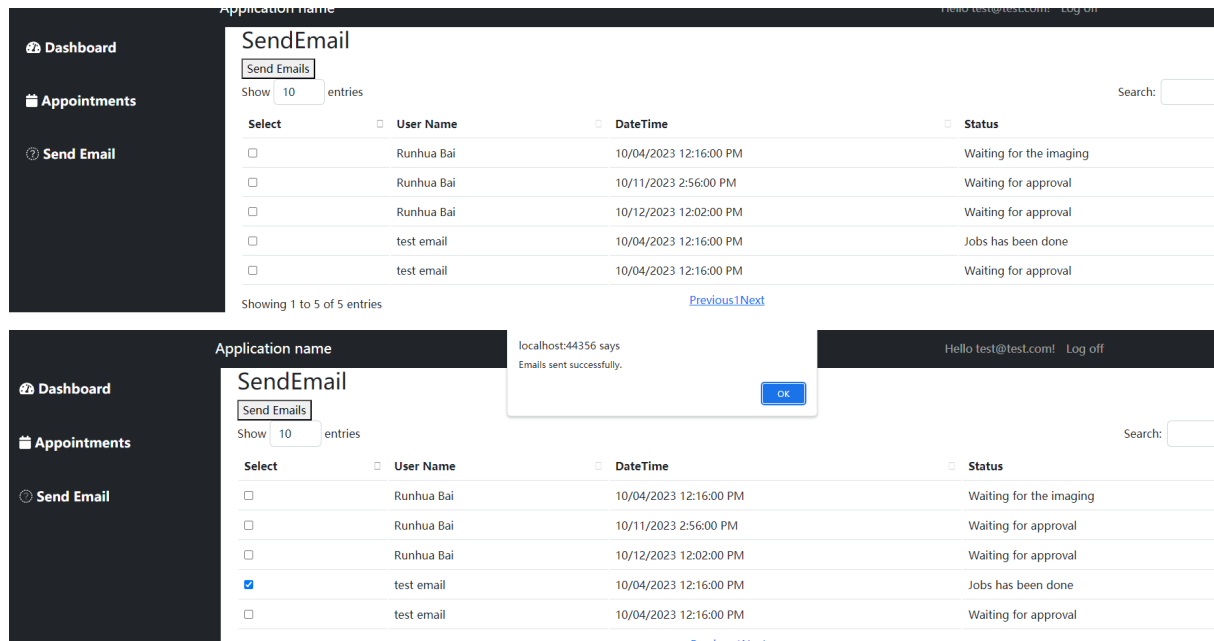 Application name Hello test@test.com! Log off
Dashboard
Appointments
Send Email
SendEmail
Send Emails
Show 10 entries Search:
Select User Name DateTime Status
Runhua Bai 10/04/2023 12:16:00 PM Waiting for the imaging
Runhua Bai 10/11/2023 2:56:00 PM Waiting for approval
Runhua Bai 10/12/2023 12:02:00 PM Waiting for approval
test email 10/04/2023 12:16:00 PM Jobs has been done
test email 10/04/2023 12:16:00 PM Waiting for approval
Showing 1 to 5 of 5 entries Previous1Next
Application name Hello test@test.com! Log off
localhost:44356 says
Emails sent successfully.
OK
Dashboard
Appointments
Send Email
SendEmail
Send Emails
Show 10 entries Search:
Select User Name DateTime Status
Runhua Bai 10/04/2023 12:16:00 PM Waiting for the imaging
Runhua Bai 10/11/2023 2:56:00 PM Waiting for approval
Runhua Bai 10/12/2023 12:02:00 PM Waiting for approval
test email 10/04/2023 12:16:00 PM Jobs has been done
test email 10/04/2023 12:16:00 PM Waiting for approval